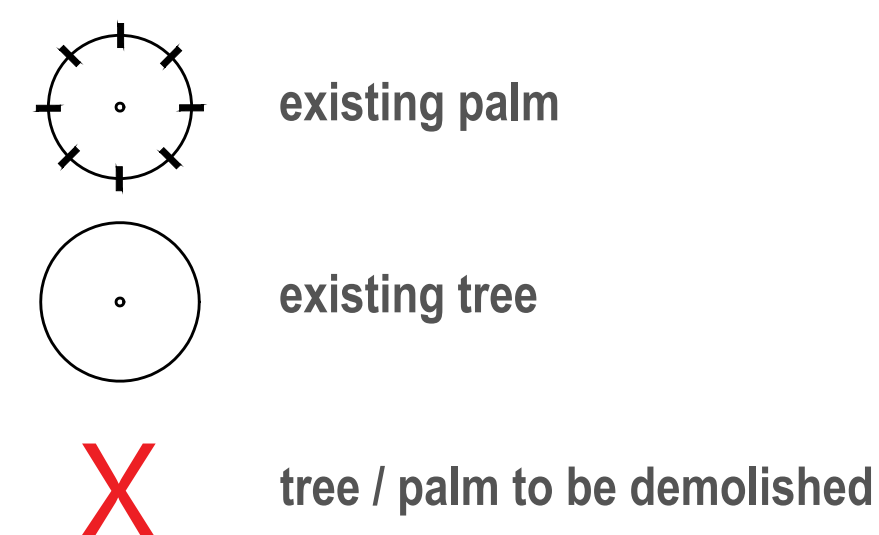 existing palm
existing tree
X
tree / palm to be demolished